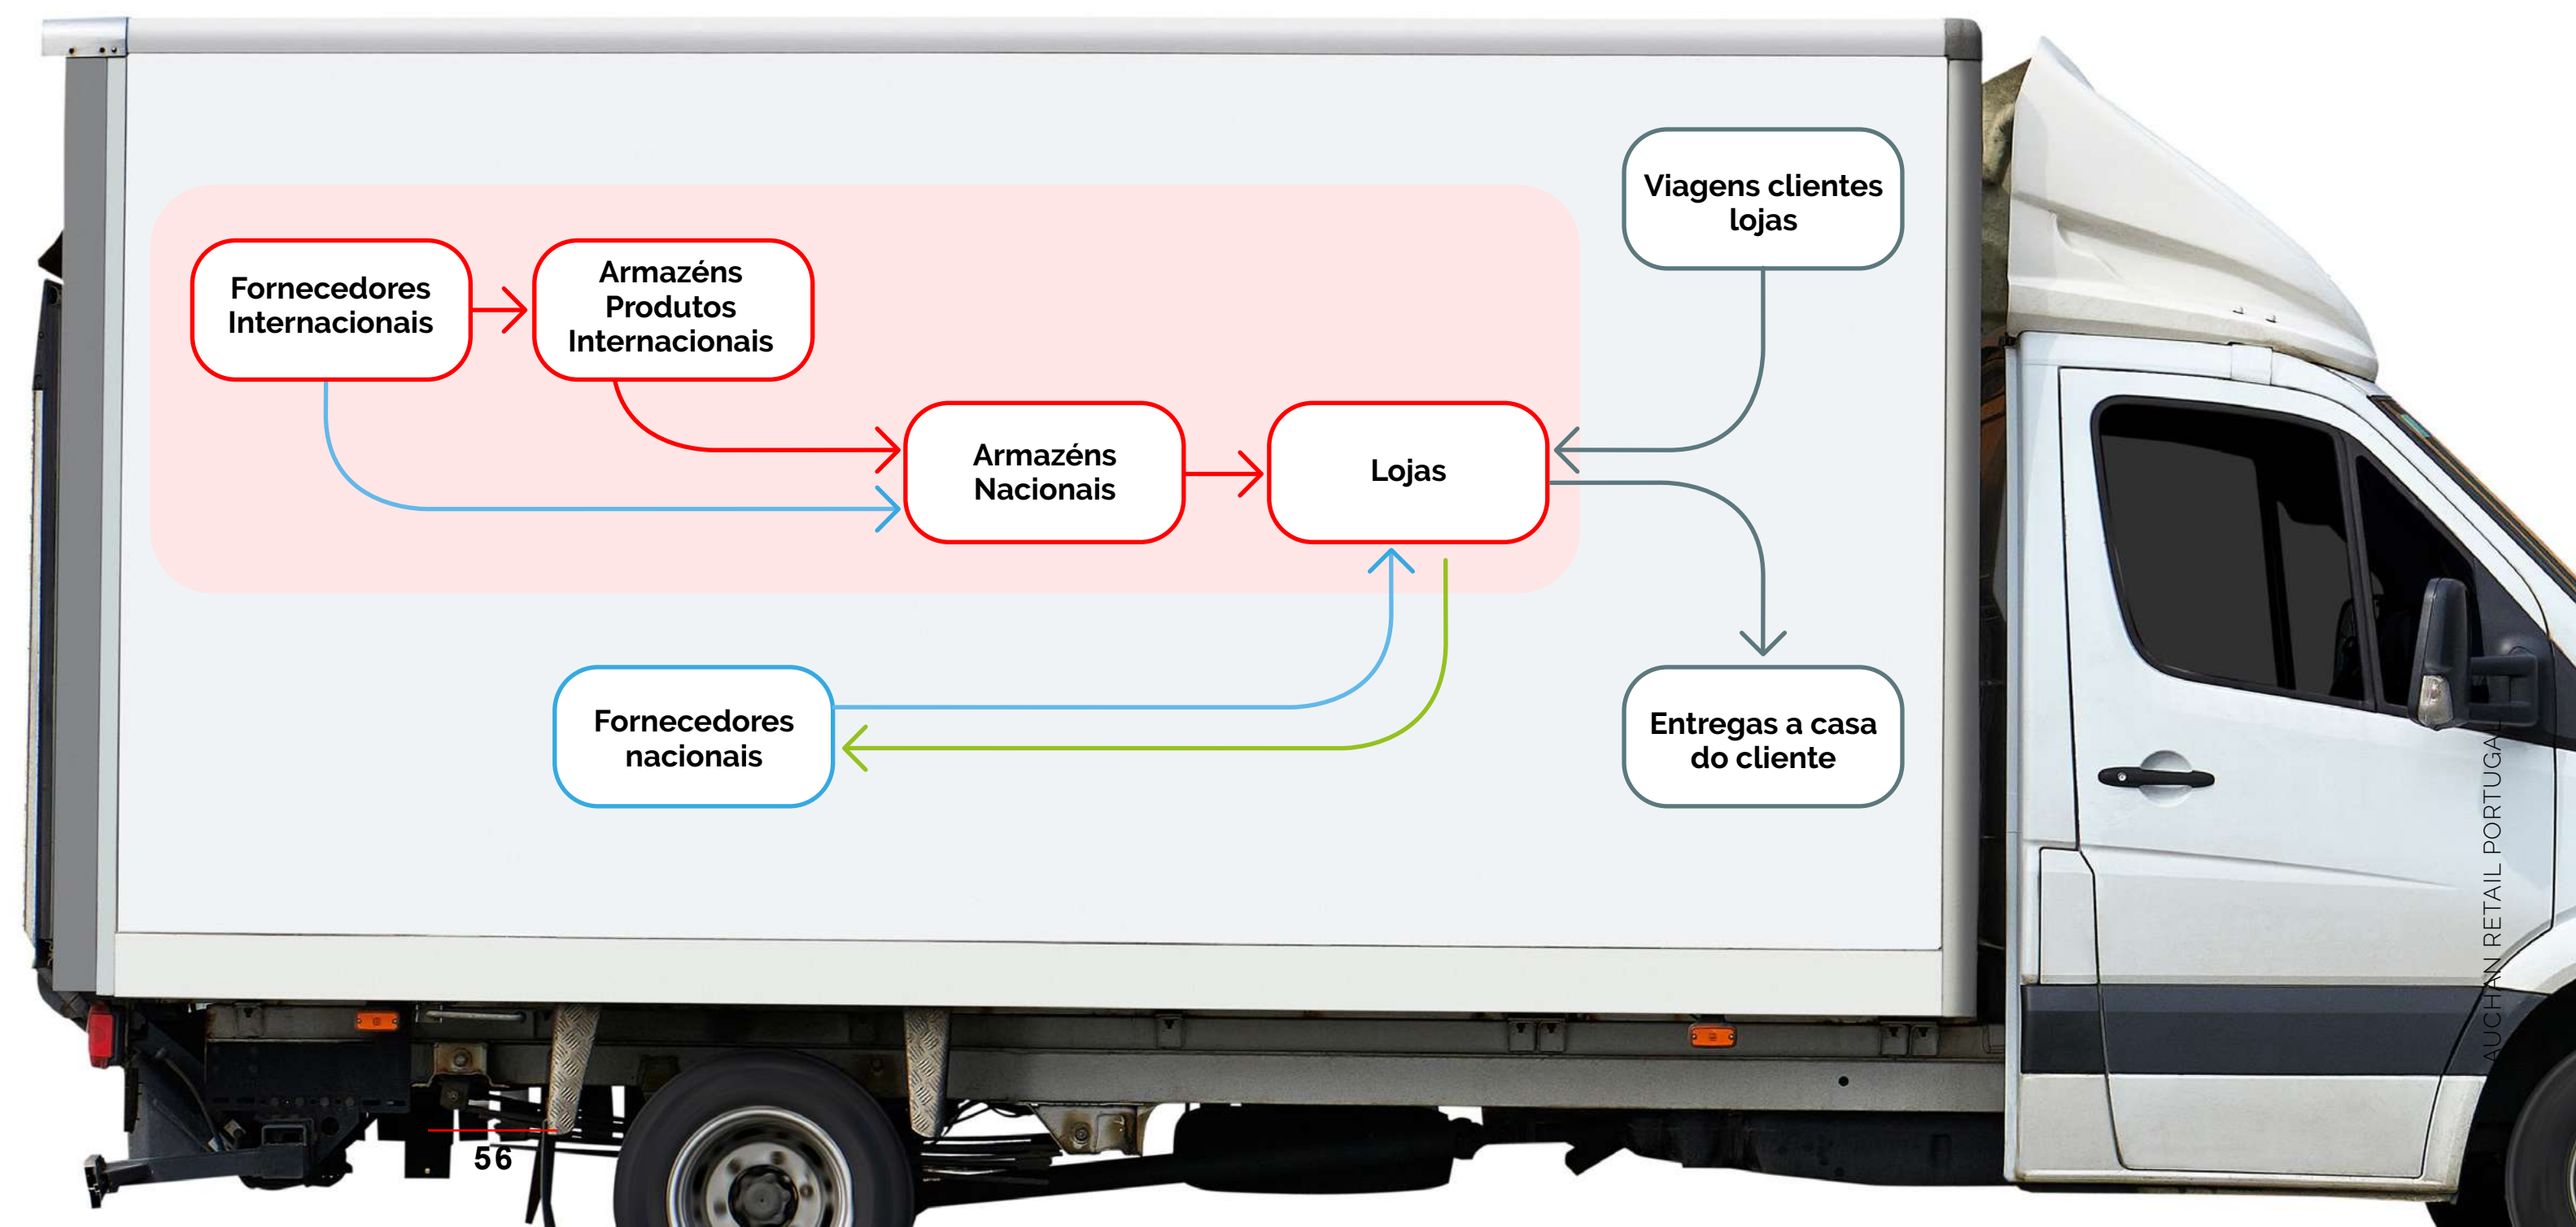 Viagens clientes
lojas
Fornecedores
Internacionais
Armazéns
Produtos
Internacionais
Armazéns
Nacionais
Lojas
Fornecedores
nacionais
Entregas a casa
do cliente
AUCHAN RETAIL PORTUGAL
56